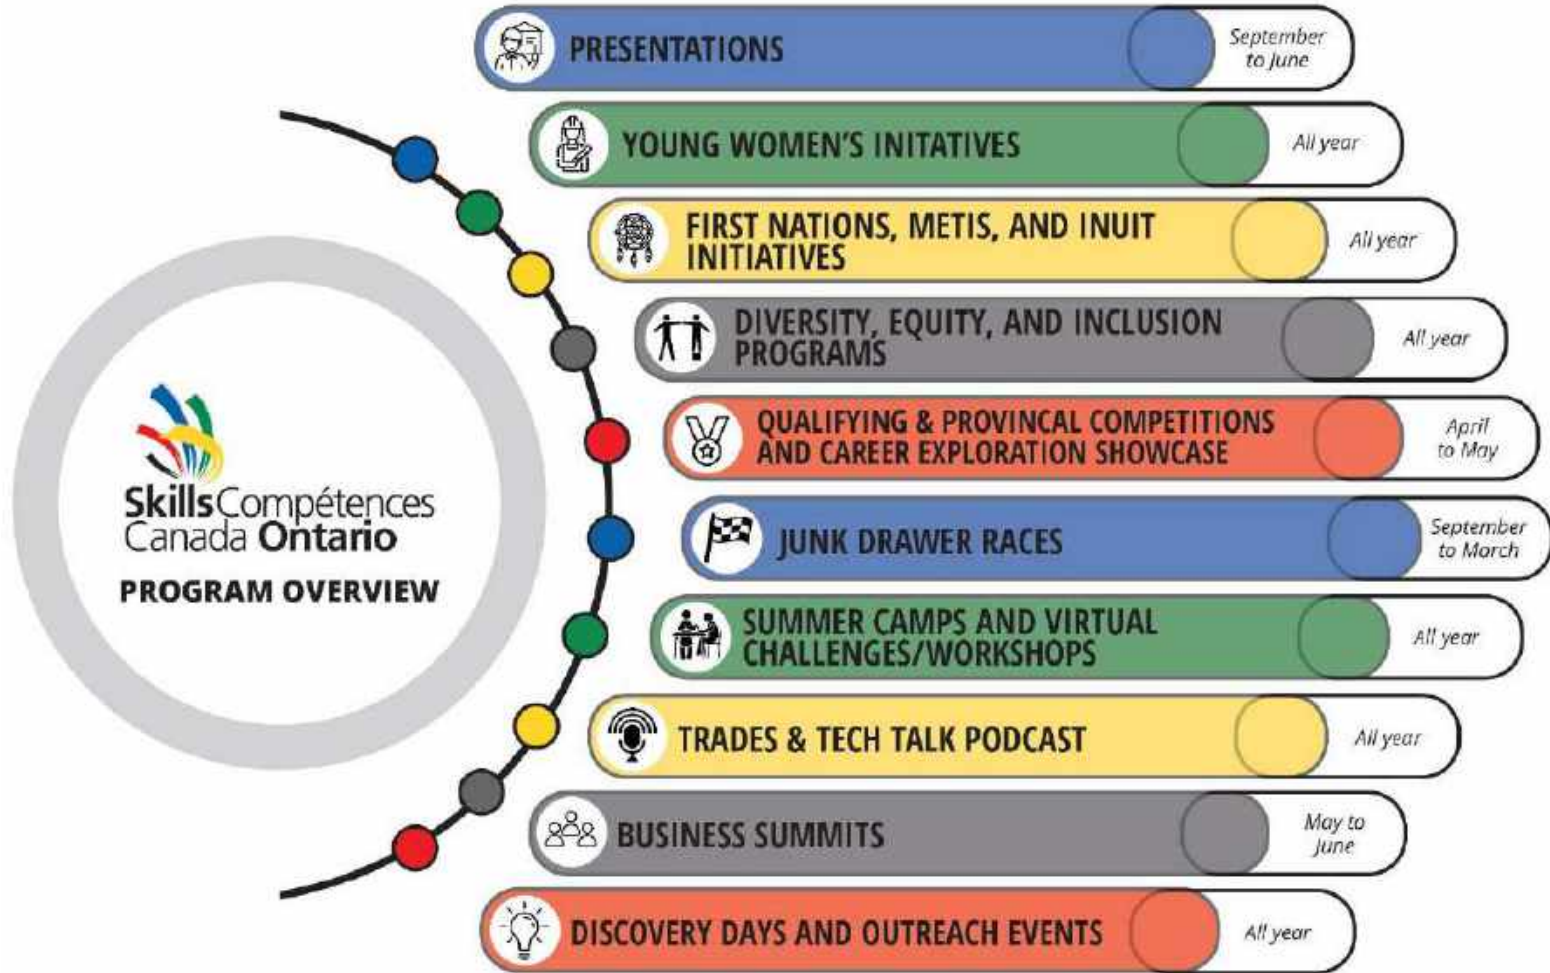 PRESENTATIONS
September
to June
YOUNG WOMEN'S INITATIVES
All year
FIRST NATIONS, METIS, AND INUIT
INITIATIVES
All year
DIVERSITY, EQUITY, AND INCLUSION
PROGRAMS
All year
QUALIFYING & PROVINCAL COMPETITIONS
AND CAREER EXPLORATION SHOWCASE
April
to May
JUNK DRAWER RACES
September
to March
SUMMER CAMPS AND VIRTUAL
CHALLENGES/WORKSHOPS
All year
TRADES & TECH TALK PODCAST
All year
BUSINESS SUMMITS
May to
June
DISCOVERY DAYS AND OUTREACH EVENTS
All year
Skills Compétences
Canada Ontario
PROGRAM OVERVIEW